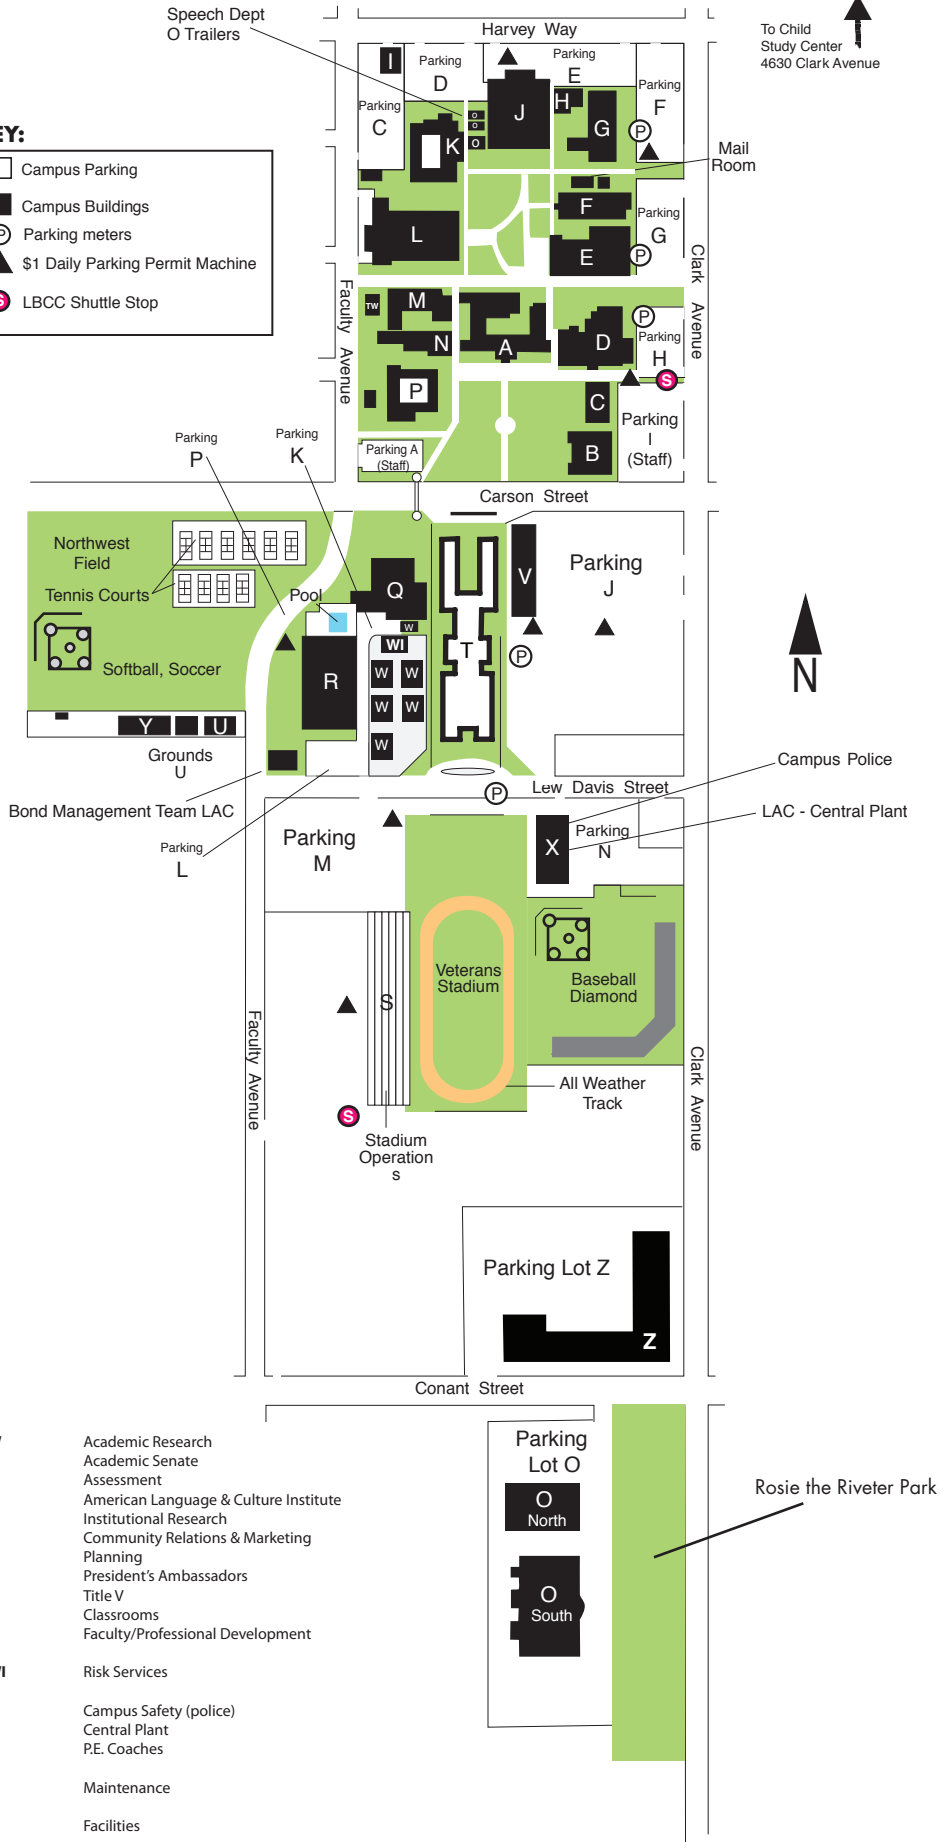 Speech Dept
O Trailers
Harvey Way
To Child
Study Center
4630 Clark Avenue
I
Parking
D
Parking
E
Parking
F
Parking
C
J
H
G
K
O
O
O
P
Mail
Room
EY:
Campus Parking
Campus Buildings
P
Parking meters
$1 Daily Parking Permit Machine
S
LBCC Shuttle Stop
F
L
E
Parking
G
P
Clark Avenue
Faculty Avenue
TW
M
N
A
D
P
Parking
H
S
P
C
B
Parking
I
(Staff)
Parking A
(Staff)
Parking
P
Parking
K
Carson Street
Northwest
Field
Tennis Courts
Pool
Softball, Soccer
Q
V
Parking
J
W
WI
T
P
R
W
W
W
W
W
N
Y
U
Grounds
U
Bond Management Team LAC
Campus Police
Lew Davis Street
P
LAC - Central Plant
Parking
L
Parking
M
X
Parking
N
Veterans
Stadium
Baseball
Diamond
S
Faculty Avenue
Clark Avenue
All Weather
Track
S
Stadium
Operation
s
Parking Lot Z
Z
Conant Street
Parking
Lot O
O
North
O
South
Rosie the Riveter Park
Academic Research
Academic Senate
Assessment
American Language & Culture Institute
Institutional Research
Community Relations & Marketing
Planning
President's Ambassadors
Title V
Classrooms
Faculty/Professional Development
Risk Services
Campus Safety (police)
Central Plant
P.E. Coaches
Maintenance
Facilities